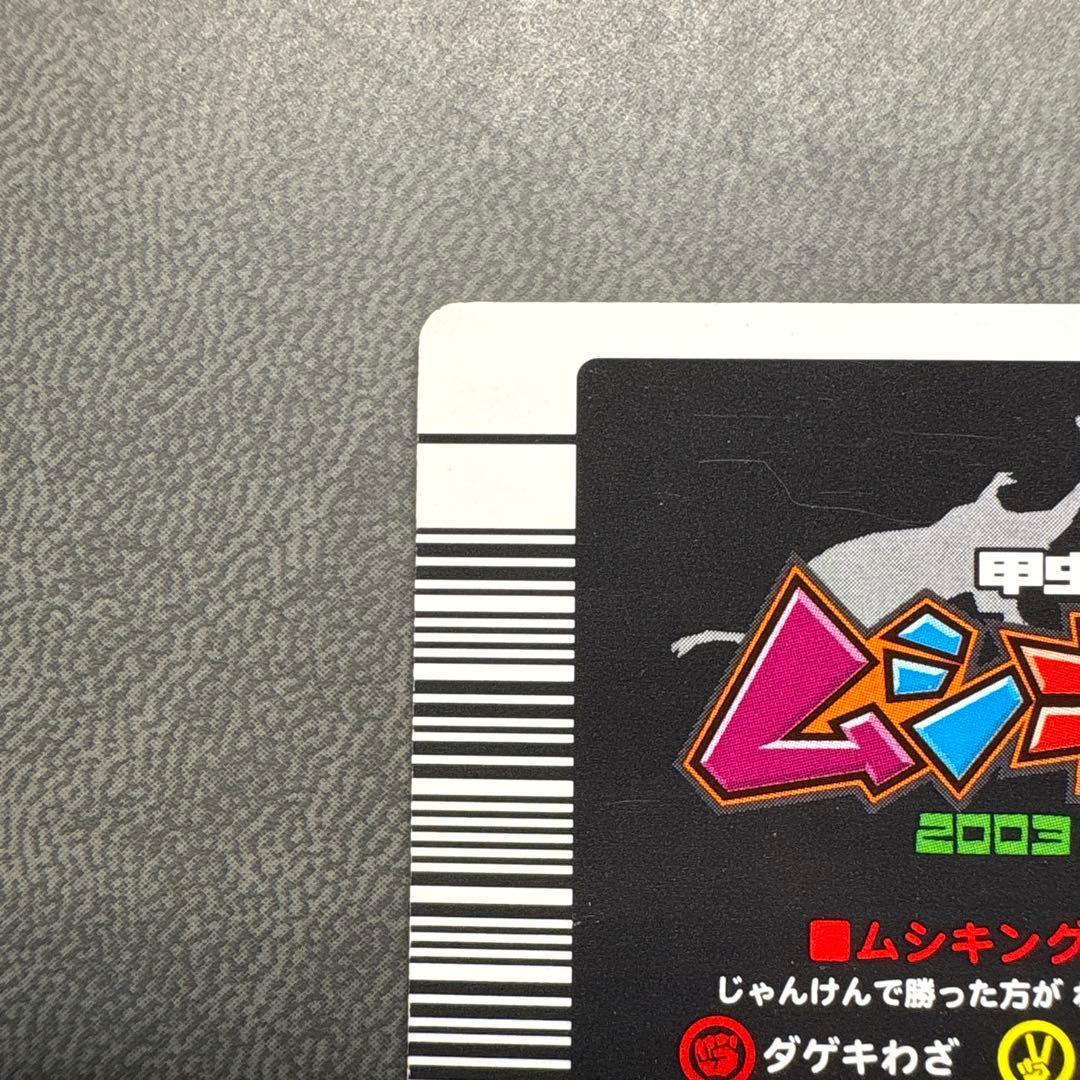 甲虫
ムシキ
2003
■ムシキング
じゃんけんで勝った方が
ダゲキわざ